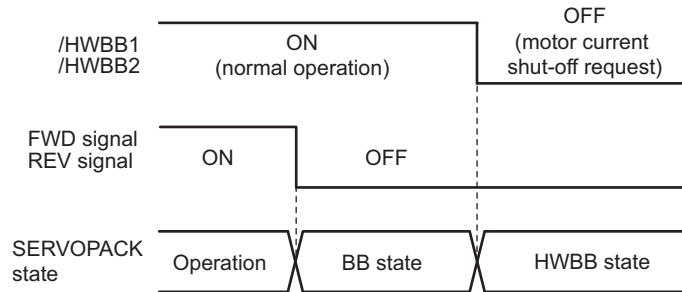 /HWBB1
/HWBB2
ON
(normal operation)
OFF
(motor current
shut-off request)
FWD signal
REV signal
ON
OFF
SERVOPACK
state
Operation
BB state
HWBB state